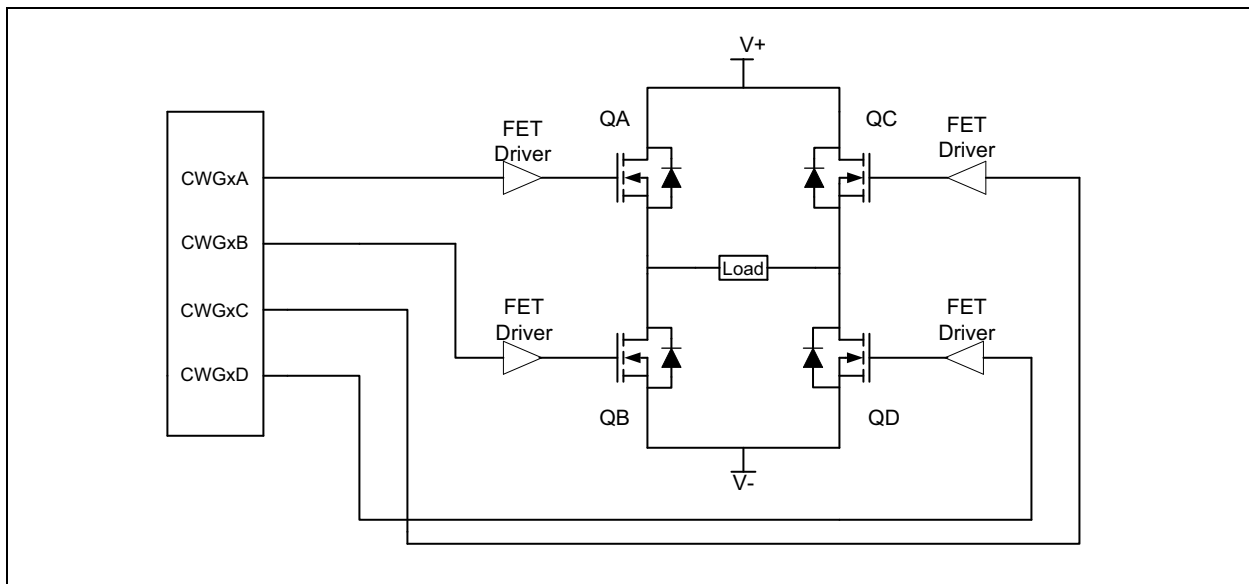 V+
QA
QC
FET
Driver
FET
Driver
CWGxA
CWGxB
Load
CWGxC
FET
Driver
FET
Driver
CWGxD
QB
QD
V-